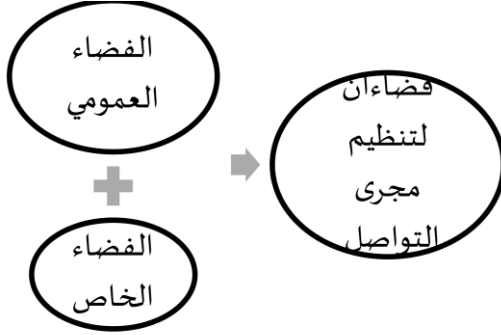 الفضاء
العمومي
الفضاء
الخاص
فضاءان
لتنظيم
مجرى
التواصل